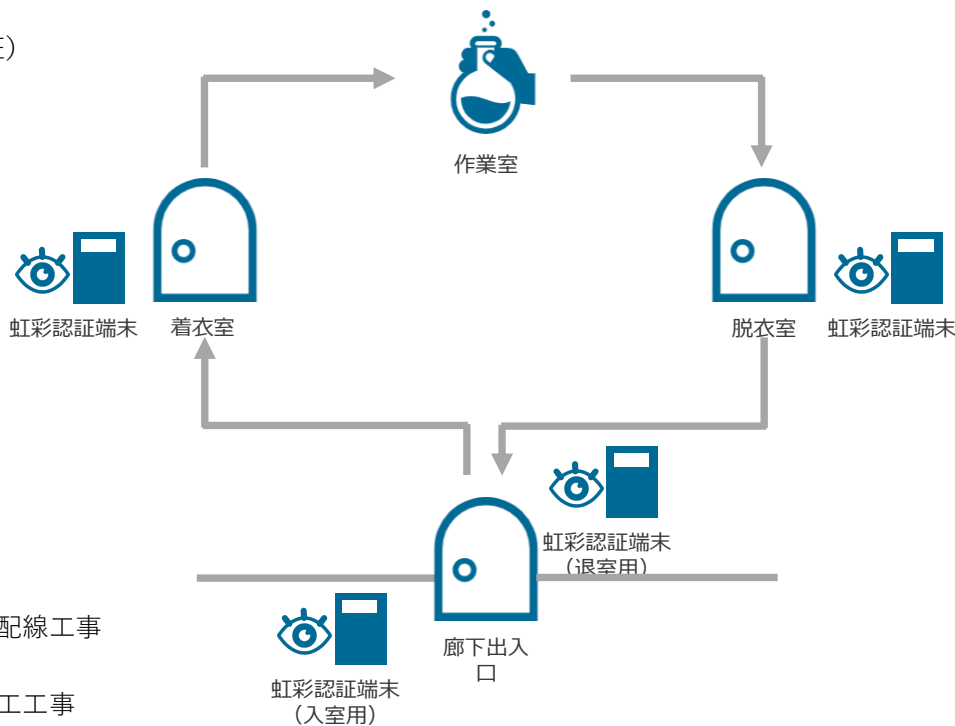 証）
作業室
虹彩認証端末
着衣室
脱衣室
虹彩認証端末
虹彩認証端末
（退室用）
配線工事
廊下出入
口
工工事
虹彩認証端末
（入室用）